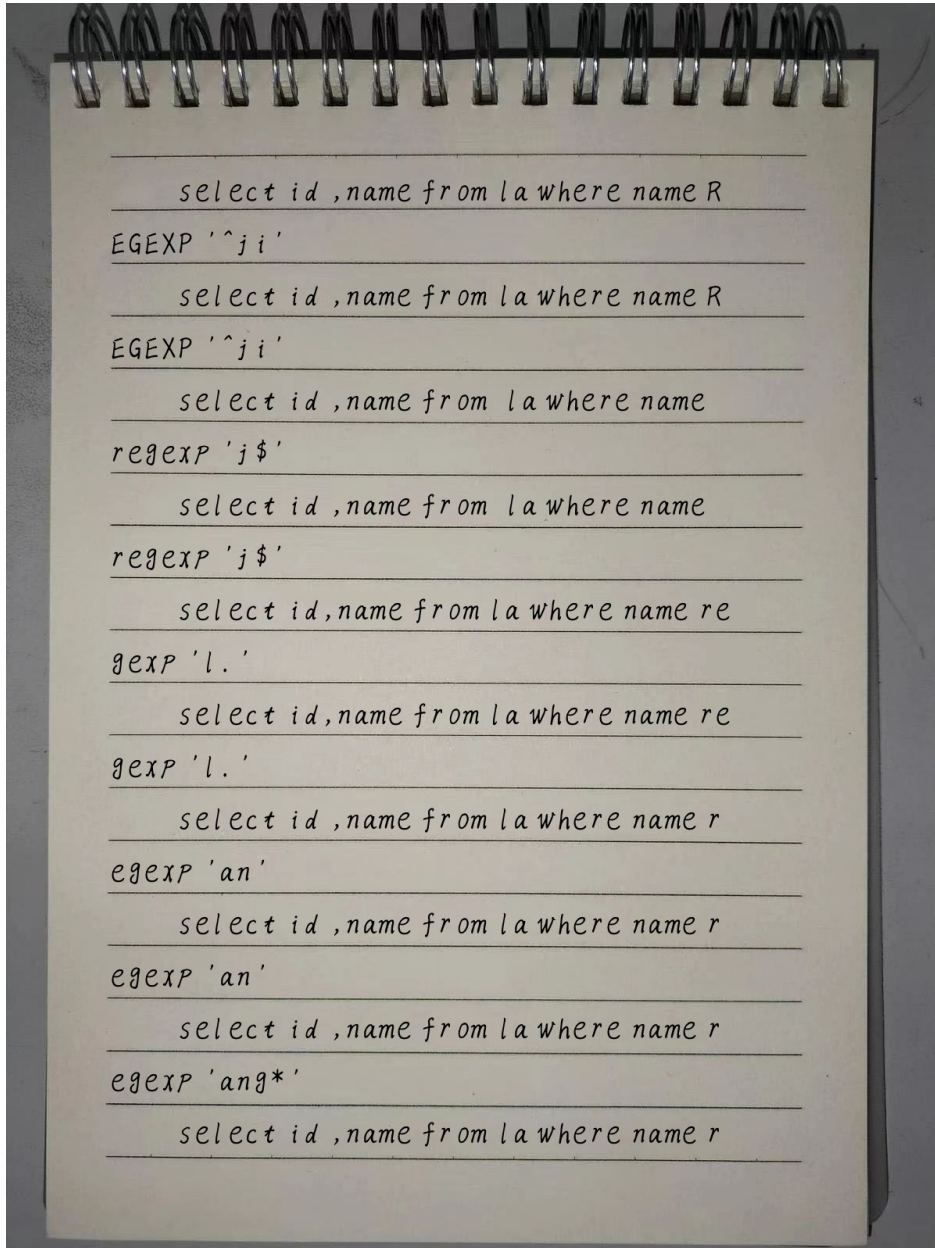 select id ,name from la where name R
EGEXP '^ji'
select id ,name from la where name R
EGEXP '^ji'
select id ,name from la where name
regexp 'j$'
select id ,name from la where name
regexp 'j$'
select id,name from la where name re
gexp 'l.'
select id,name from la where name re
gexp 'l.'
select id ,name from la where name r
egexp 'an'
select id ,name from la where name r
egexp 'an'
select id ,name from la where name r
egexp 'ang*'
select id ,name from la where name r